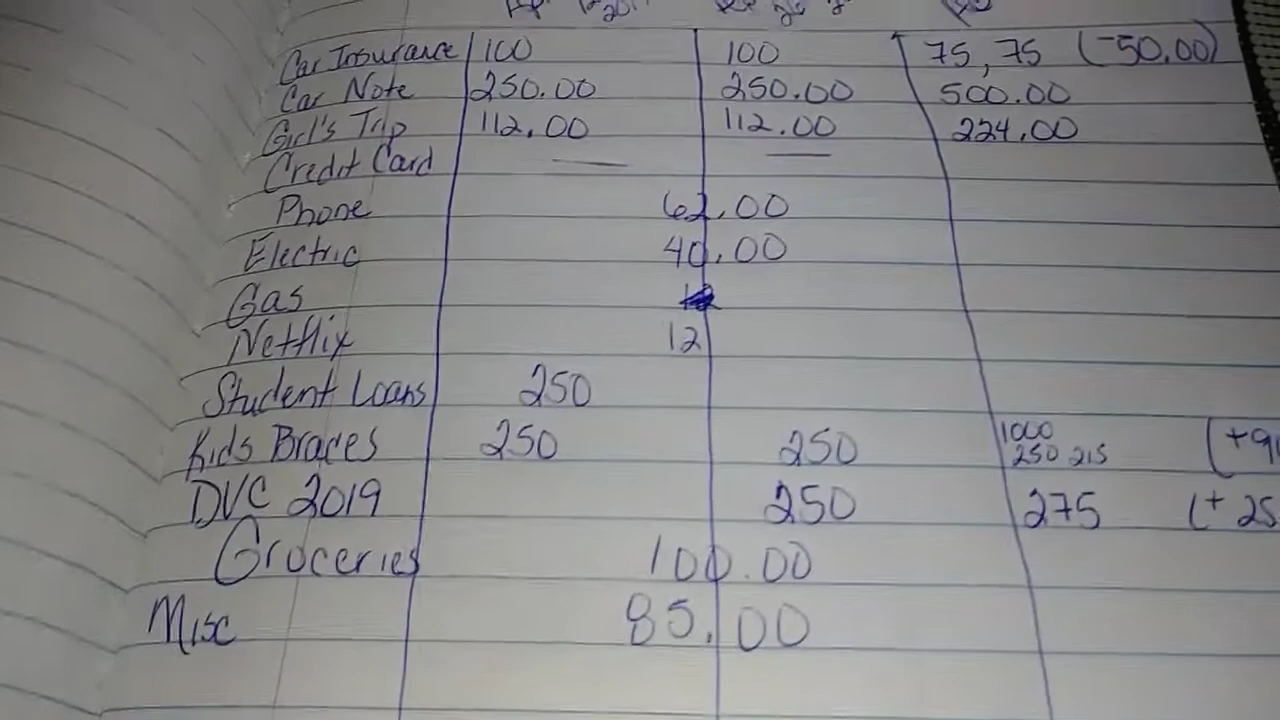 Car Insurance 100 100 75, 75 (-50.00)
Car Note 250.00 250.00 500.00
Girl's Trip 112.00 112.00 224.00
Credit Card — —
Phone 62.00
Electric 40.00
Gas
Netflix 12
Student Loans 250
Kids Braces 250 250 1000 (+9
250 215
DVC 2019 250 275 (+ 25
Groceries 100.00
Misc 85.00